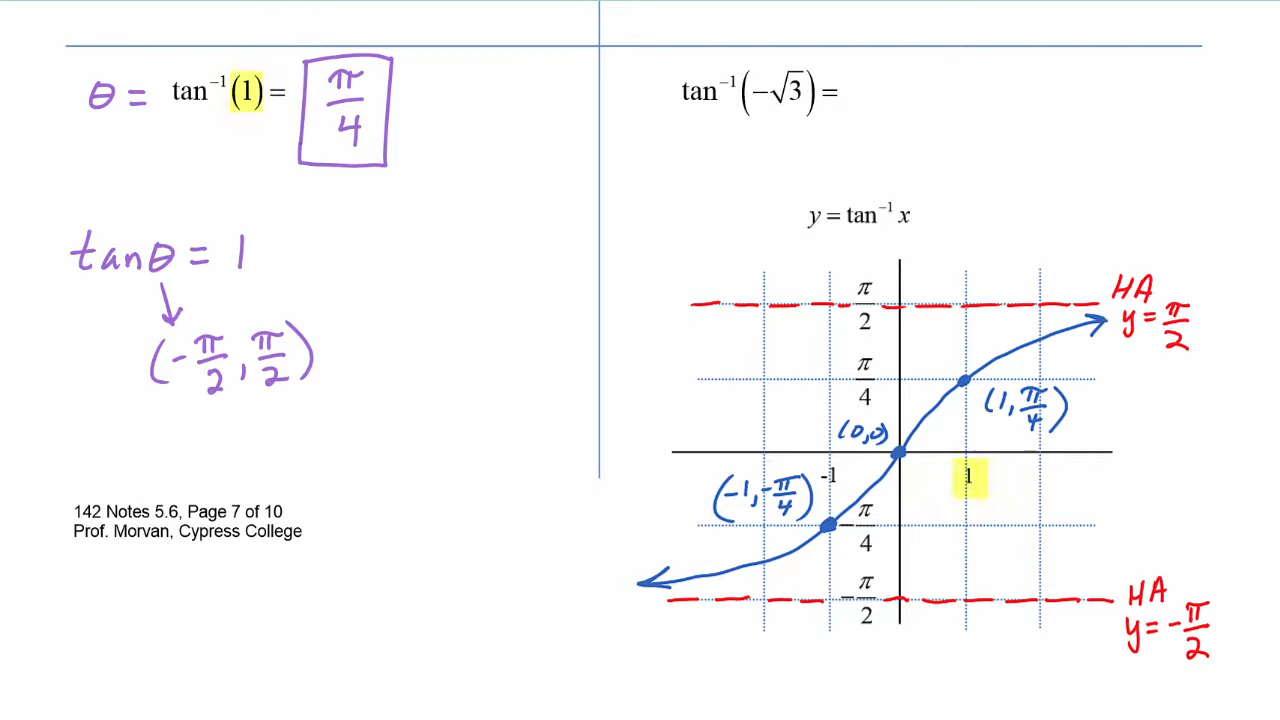 θ = tan⁻¹(1) = π/4
tanθ = 1
(-π/2, π/2)
142 Notes 5.6, Page 7 of 10
Prof. Morvan, Cypress College
tan⁻¹(−√3) =
y = tan⁻¹ x
π/2
HA
y = π/2
π/4
(1, π/4)
(0,0)
-1
1
(-1, -π/4)
−π/4
−π/2
HA
y = -π/2